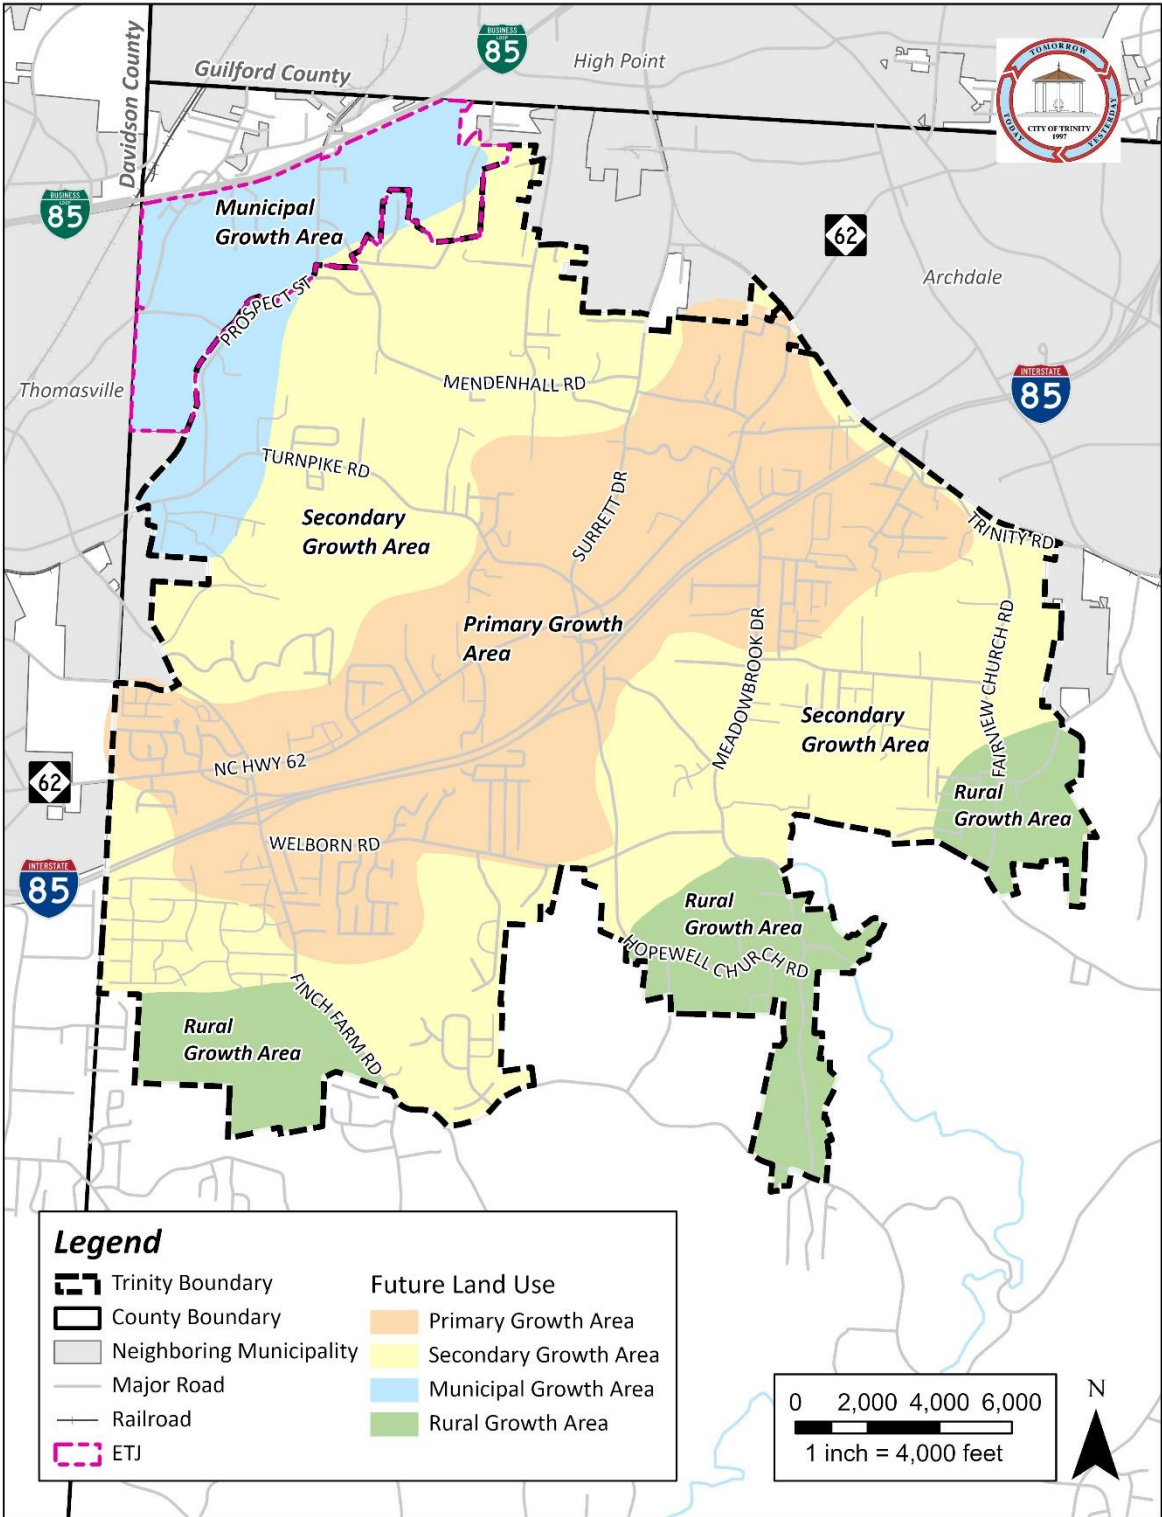 BUSINESS
LOOP
85
High Point
Guilford County
Davidson County
TOMORROW
TODAY
YESTERDAY
CITY OF TRINITY
1997
BUSINESS
LOOP
85
Municipal
Growth Area
62
Archdale
PROSPECT ST
Thomasville
MENDENHALL RD
INTERSTATE
85
TURNPIKE RD
SURRETT DR
Secondary
Growth Area
TRINITY RD
Primary Growth
Area
MEADOWBROOK DR
FAIRVIEW CHURCH RD
Secondary
Growth Area
NC HWY 62
62
Rural
Growth Area
WELBORN RD
INTERSTATE
85
Rural
Growth Area
HOPEWELL CHURCH RD
FINCH FARM RD
Rural
Growth Area
Legend
Trinity Boundary
County Boundary
Neighboring Municipality
Major Road
Railroad
ETJ
Future Land Use
Primary Growth Area
Secondary Growth Area
Municipal Growth Area
Rural Growth Area
0 2,000 4,000 6,000
1 inch = 4,000 feet
N